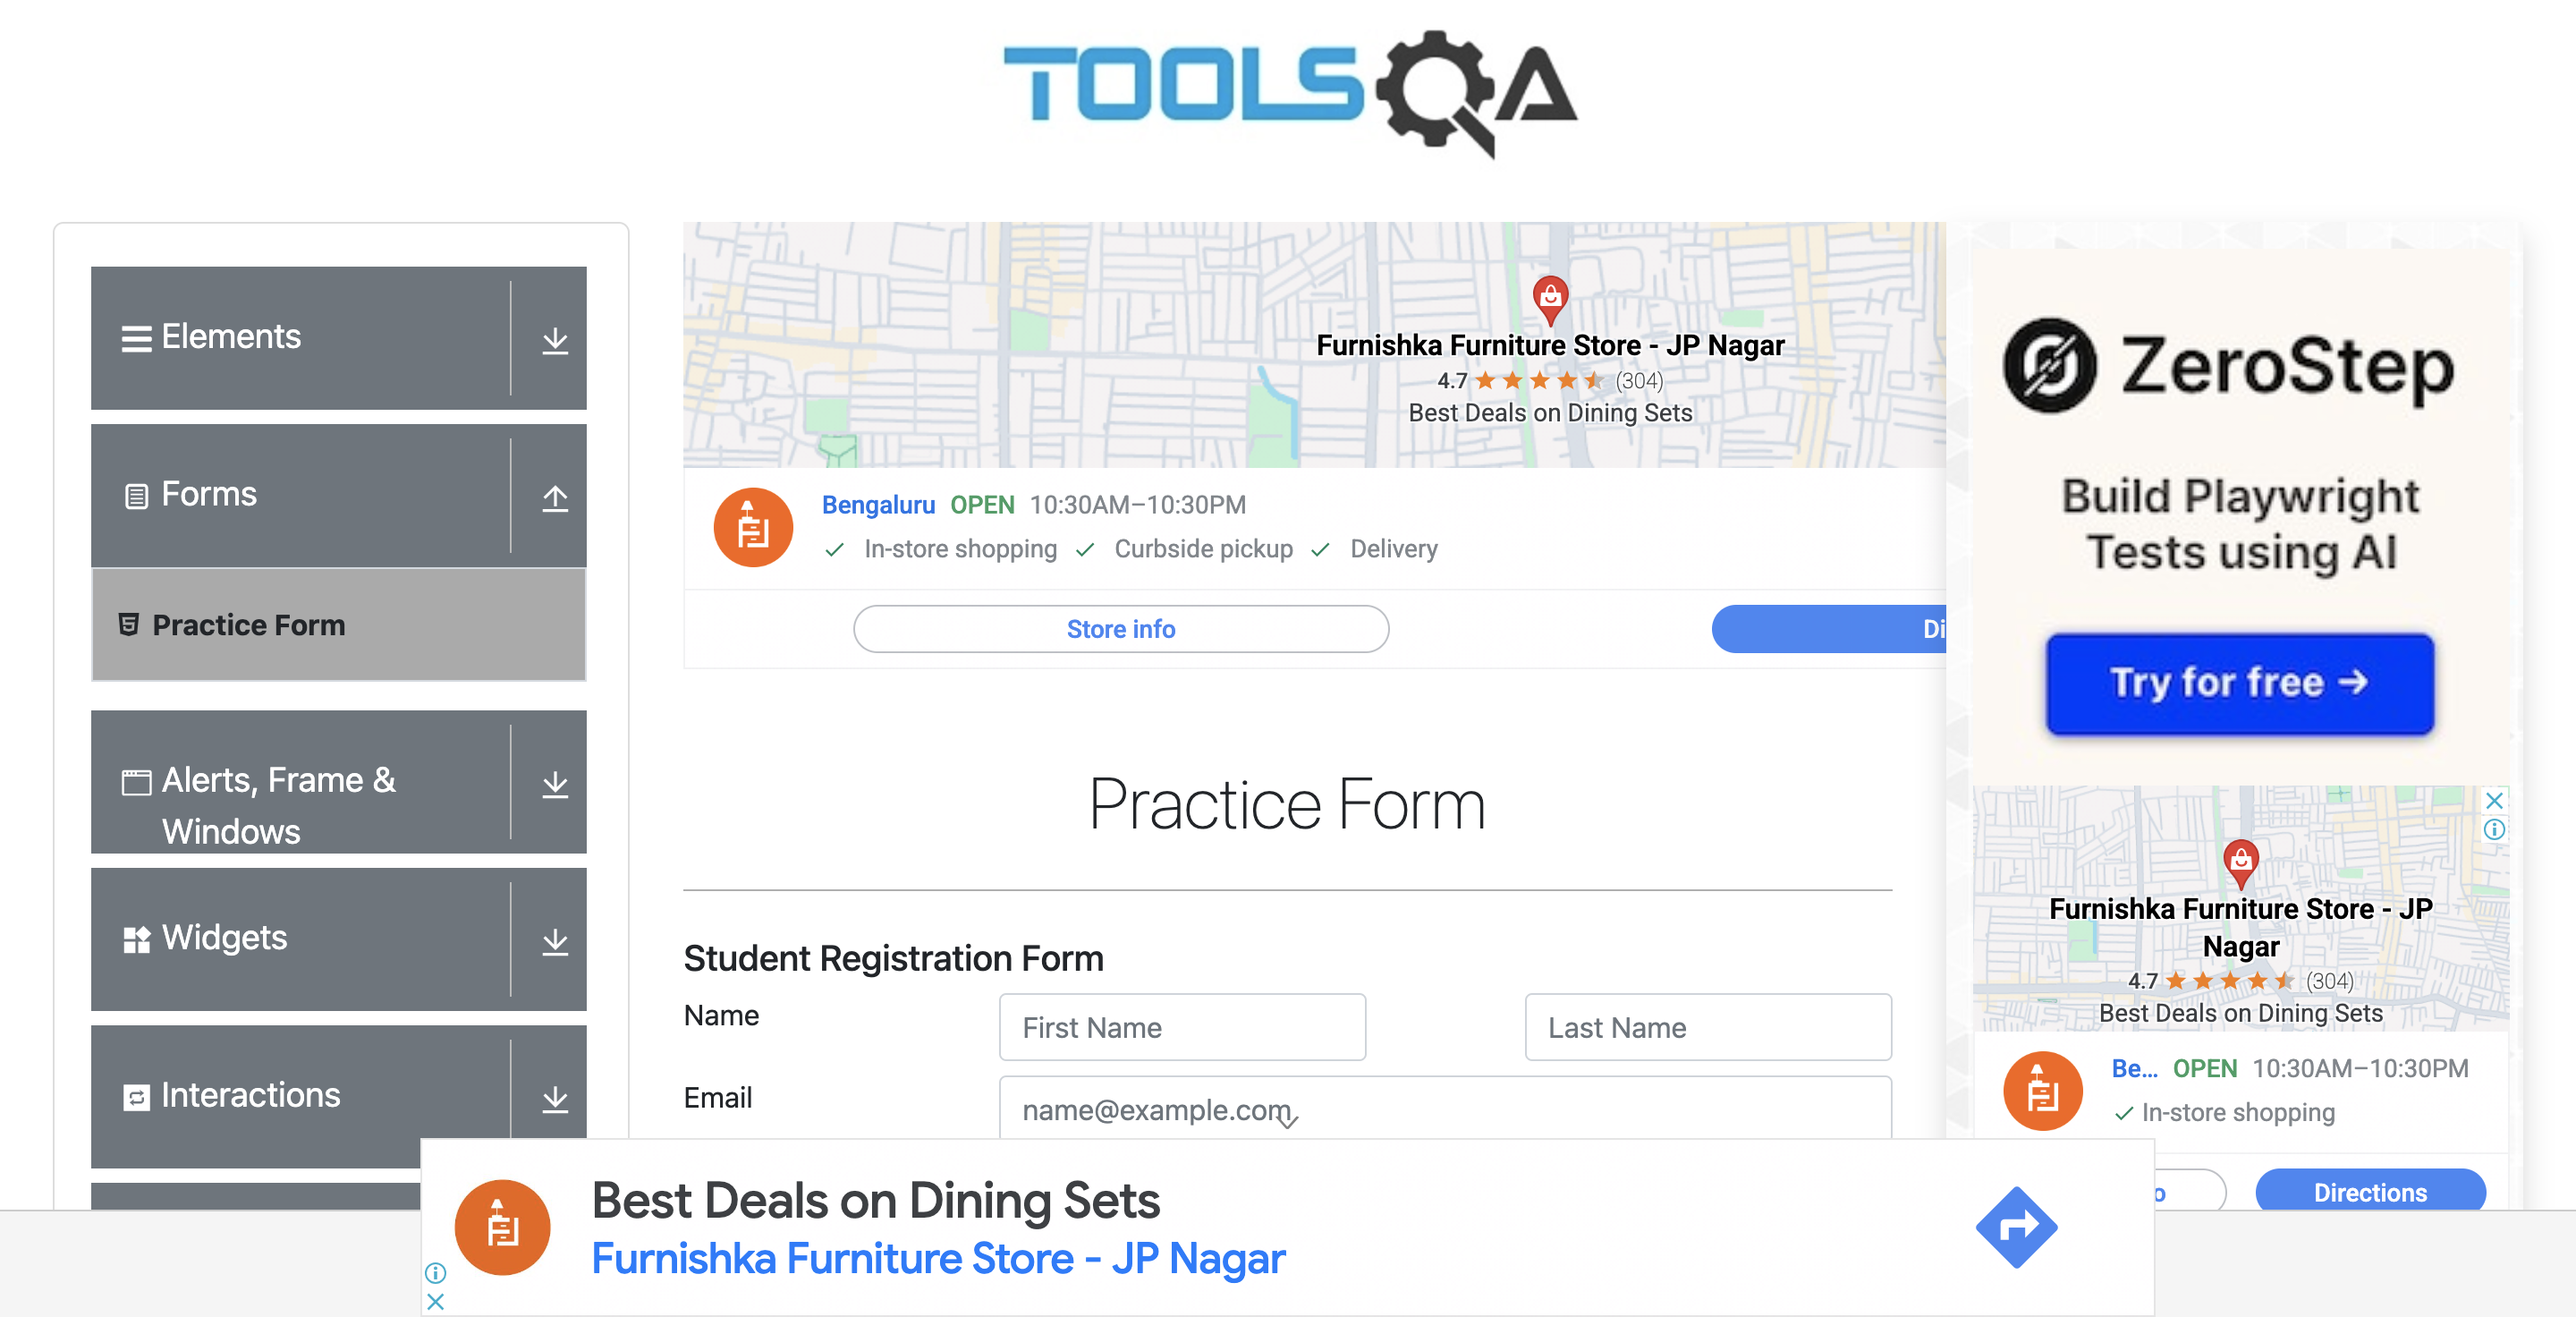 TOOLSQA
Elements
Forms
Practice Form
Alerts, Frame &
Windows
Widgets
Interactions
Furnishka Furniture Store - JP Nagar
4.7 (304)
Best Deals on Dining Sets
Bengaluru OPEN 10:30AM–10:30PM
In-store shopping Curbside pickup Delivery
Store info
Di
Practice Form
Student Registration Form
Name
First Name
Last Name
Email
name@example.com
ZeroStep
Build Playwright
Tests using AI
Try for free →
Furnishka Furniture Store - JP
Nagar
4.7 (304)
Best Deals on Dining Sets
Be... OPEN 10:30AM–10:30PM
In-store shopping
o
Directions
Best Deals on Dining Sets
Furnishka Furniture Store - JP Nagar